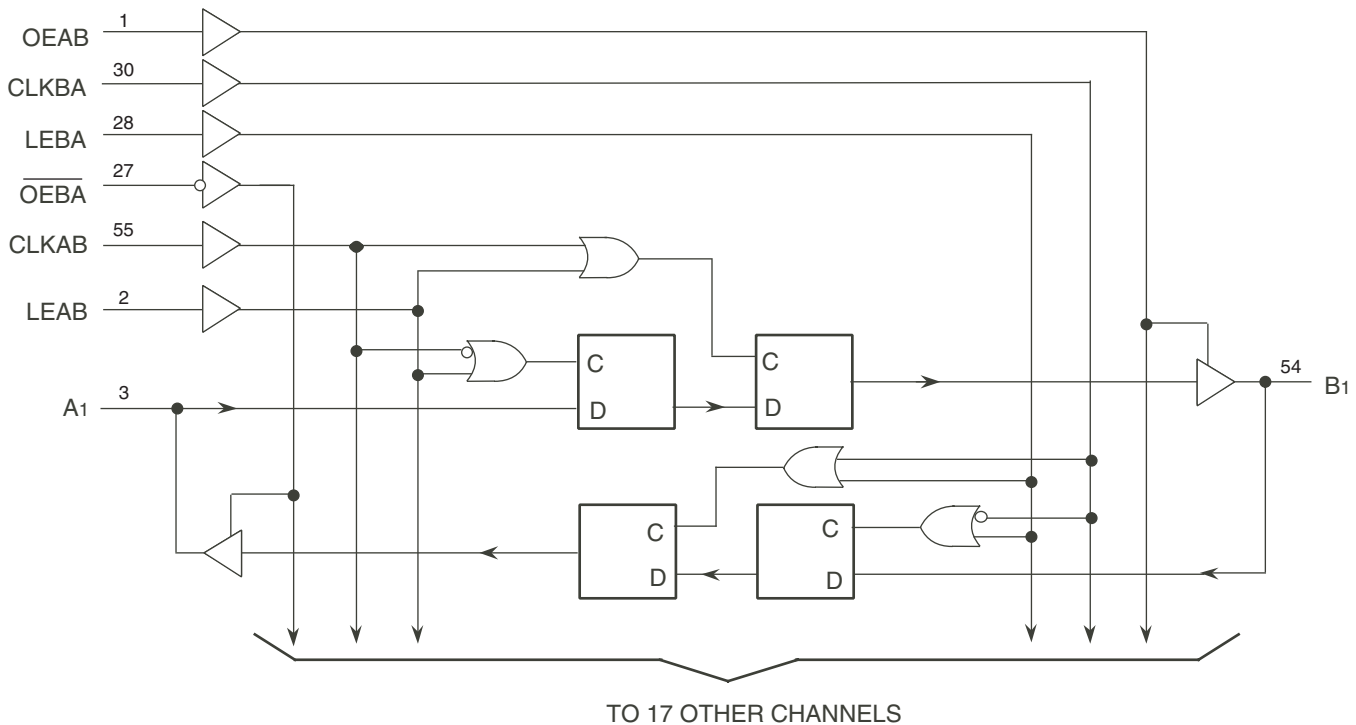 OEAB 1
CLKBA 30
LEBA 28
OEBA 27
CLKAB 55
LEAB 2
C
D
C
D
A1 3
54 B1
C
D
C
D
TO 17 OTHER CHANNELS